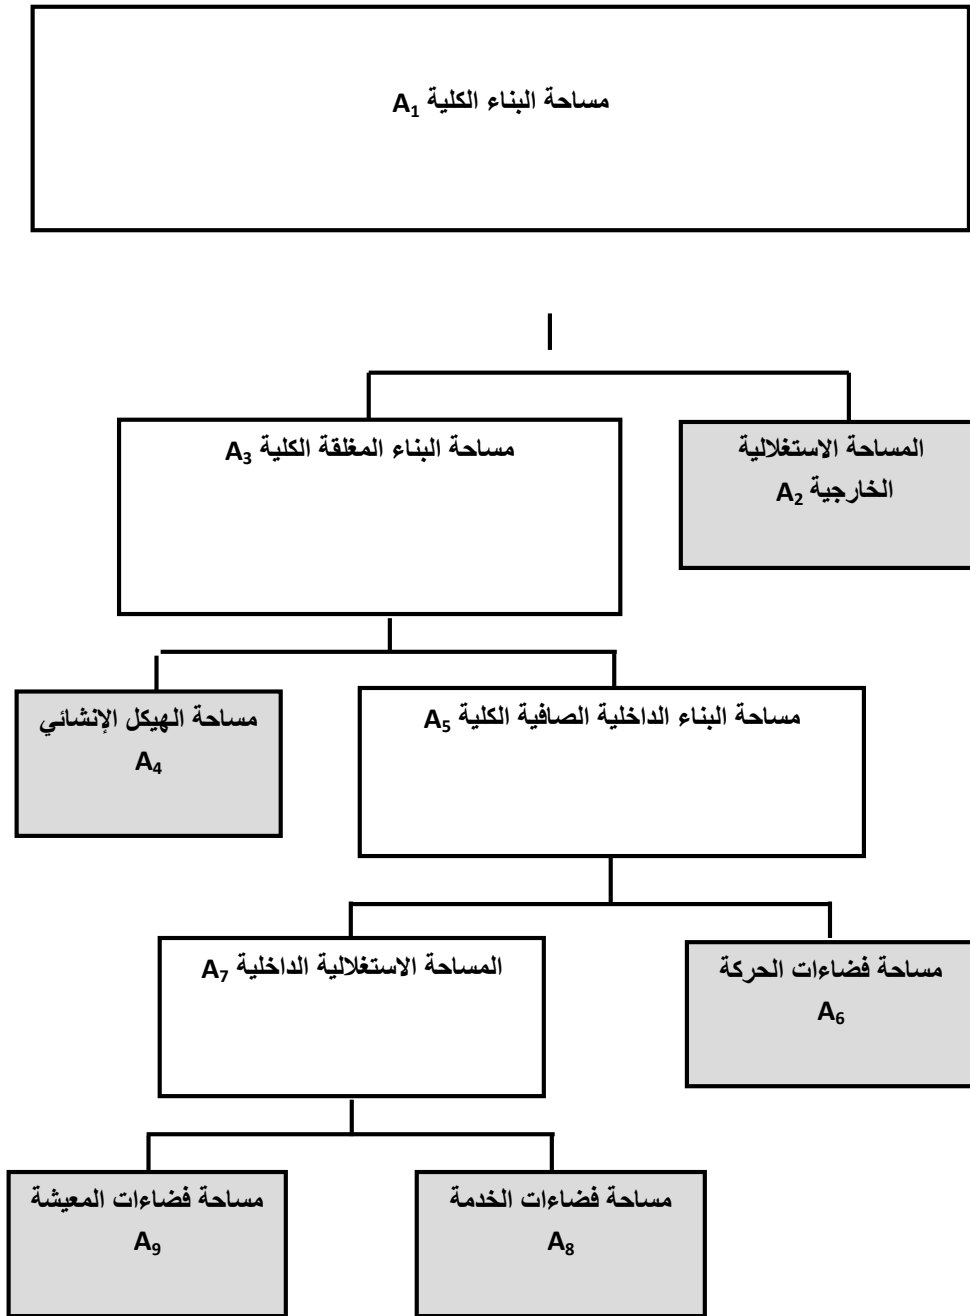 مساحة البناء الكلية A₁
المساحة الاستغلالية
الخارجية A₂
مساحة البناء المغلقة الكلية A₃
مساحة البناء الداخلية الصافية الكلية A₅
مساحة الهيكل الإنشائي
A₄
مساحة فضاءات الحركة
A₆
المساحة الاستغلالية الداخلية A₇
مساحة فضاءات الخدمة
A₈
مساحة فضاءات المعيشة
A₉